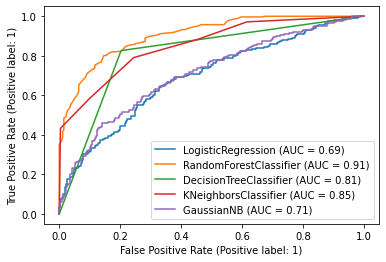 True Positive Rate (Positive label: 1)
1.0
0.8
0.6
0.4
0.2
0.0
LogisticRegression (AUC = 0.69)
RandomForestClassifier (AUC = 0.91)
DecisionTreeClassifier (AUC = 0.81)
KNeighborsClassifier (AUC = 0.85)
GaussianNB (AUC = 0.71)
0.0 0.2 0.4 0.6 0.8 1.0
False Positive Rate (Positive label: 1)